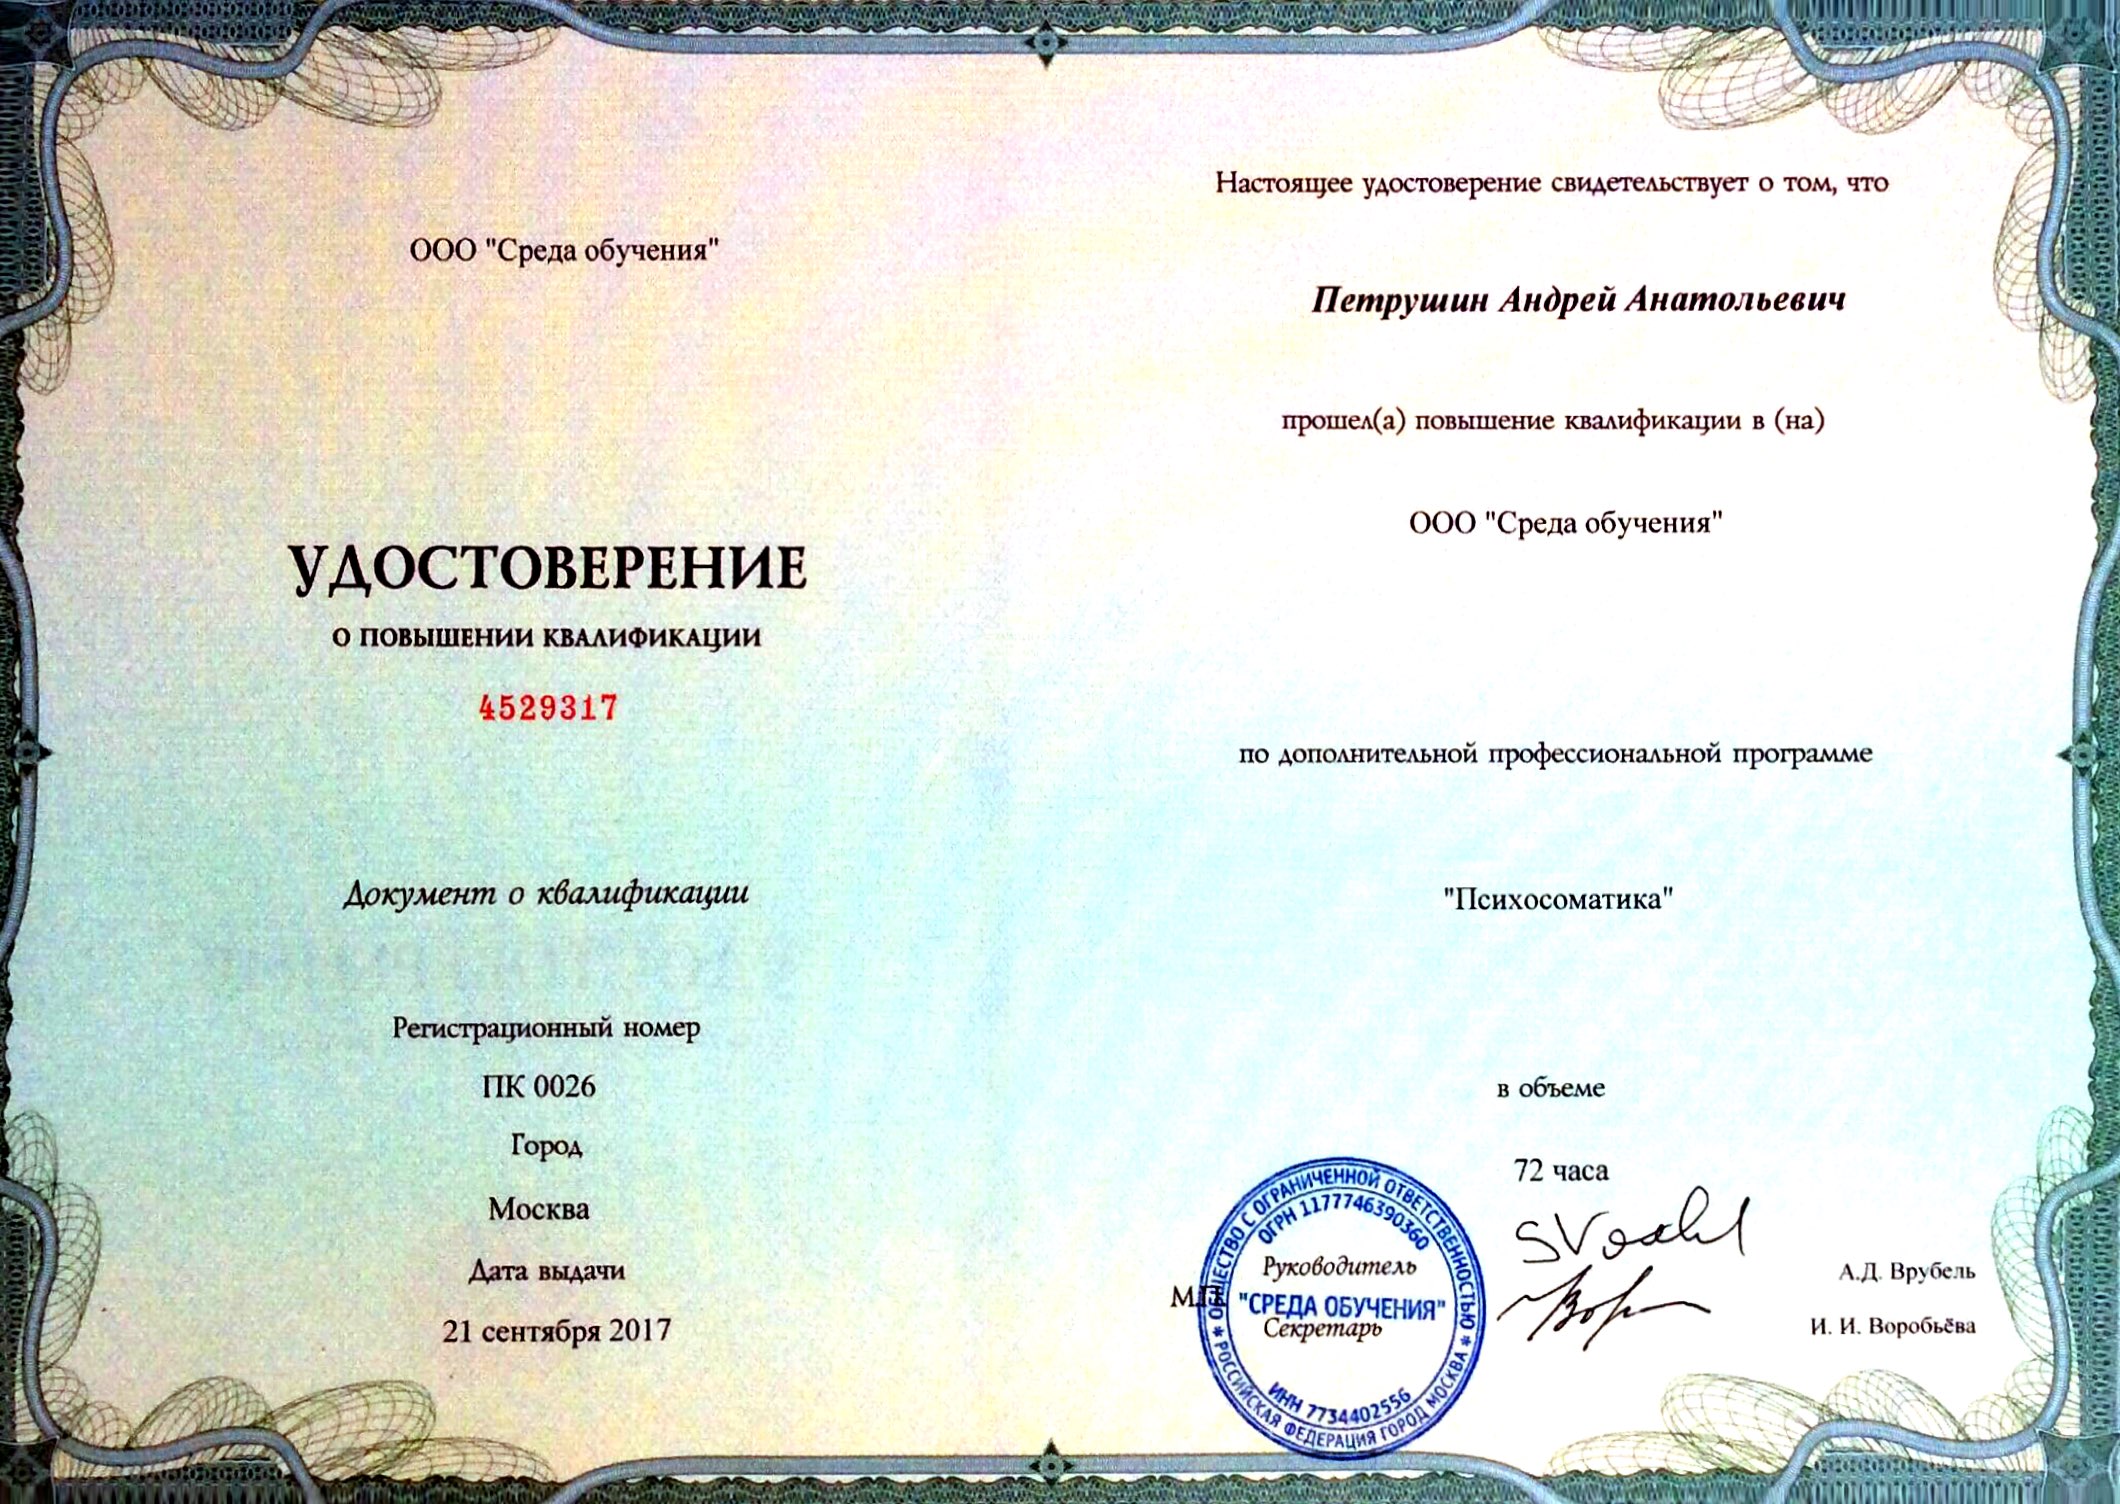 ООО "Среда обучения"
УДОСТОВЕРЕНИЕ
О ПОВЫШЕНИИ КВАЛИФИКАЦИИ
4529317
Документ о квалификации
Регистрационный номер
ПК 0026
Город
Москва
Дата выдачи
21 сентября 2017
Настоящее удостоверение свидетельствует о том, что
Петрушин Андрей Анатольевич
прошел(а) повышение квалификации в (на)
ООО "Среда обучения"
по дополнительной профессиональной программе
"Психосоматика"
в объеме
72 часа
Руководитель
А.Д. Врубель
М.П.
Секретарь
И. И. Воробьёва
ОБЩЕСТВО С ОГРАНИЧЕННОЙ ОТВЕТСТВЕННОСТЬЮ
ОГРН 1177746390360
"СРЕДА ОБУЧЕНИЯ"
ИНН 7734402556
* РОССИЙСКАЯ ФЕДЕРАЦИЯ ГОРОД МОСКВА *